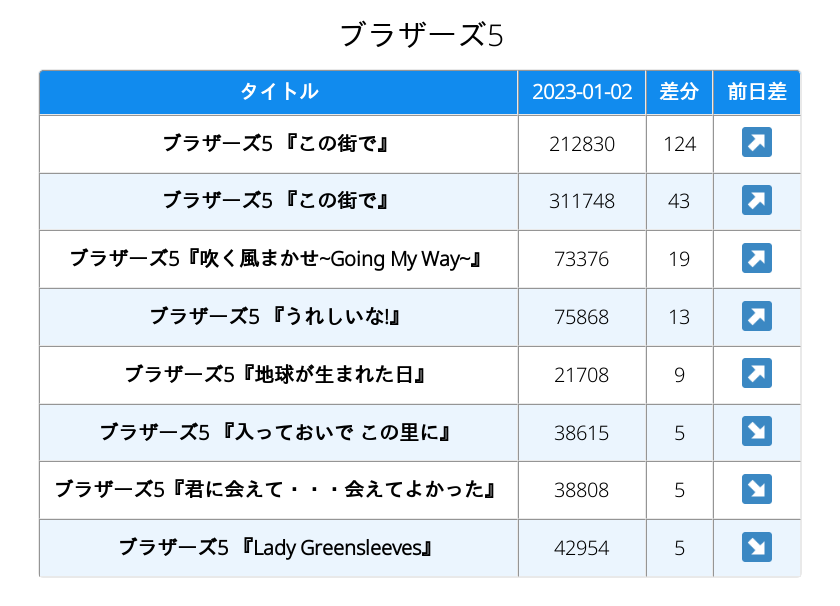 ブラザーズ5
タイトル 2023-01-02 差分 前日差
ブラザーズ5 『この街で』 212830 124 ↗
ブラザーズ5 『この街で』 311748 43 ↗
ブラザーズ5『吹く風まかせ~Going My Way~』 73376 19 ↗
ブラザーズ5 『うれしいな!』 75868 13 ↗
ブラザーズ5『地球が生まれた日』 21708 9 ↗
ブラザーズ5 『入っておいで この里に』 38615 5 ↘
ブラザーズ5『君に会えて・・・会えてよかった』 38808 5 ↘
ブラザーズ5 『Lady Greensleeves』 42954 5 ↘